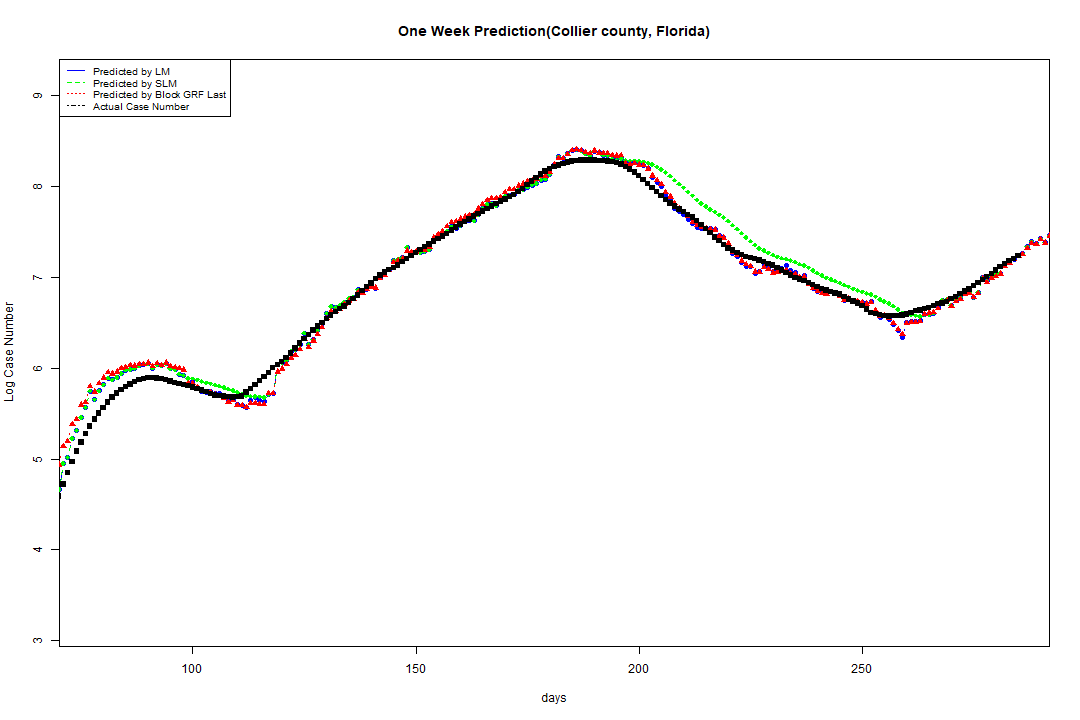 One Week Prediction(Collier county, Florida)
Predicted by LM
Predicted by SLM
Predicted by Block GRF Last
Actual Case Number
9
8
7
6
5
4
3
Log Case Number
100 150 200 250
days